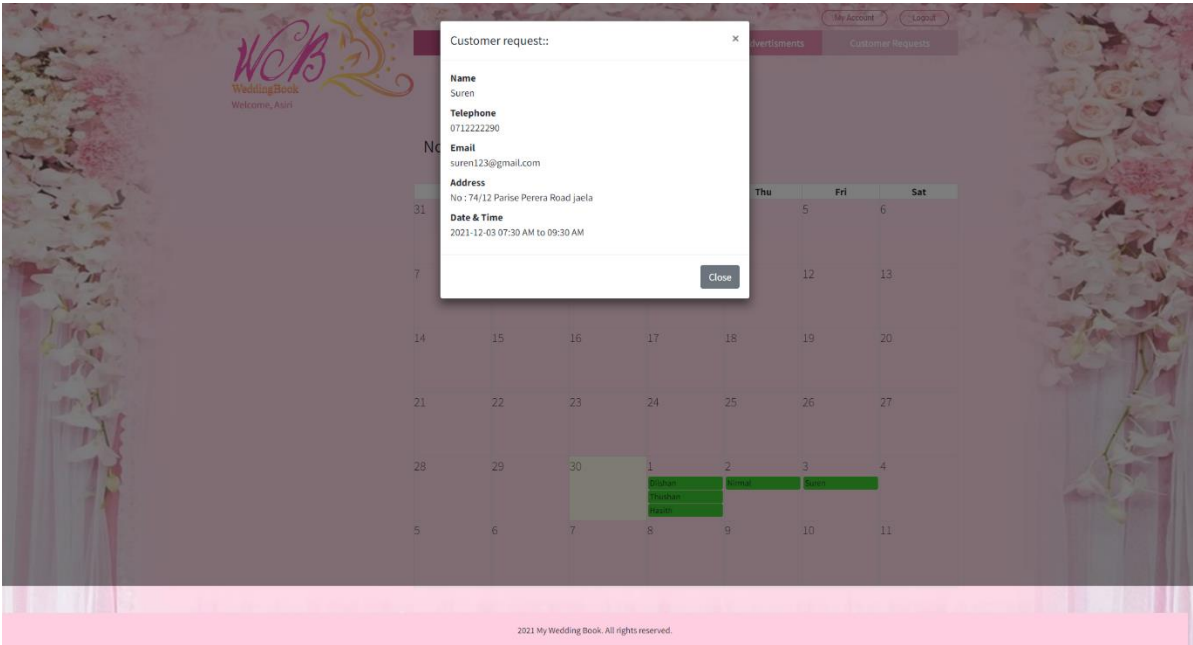 My Account
Logout
WCB
WeddingBook
Welcome, Asiri
Customer request::
×
Customer Requests
Name
Suren
Telephone
0712222290
Email
suren123@gmail.com
Address
No : 74/12 Parise Perera Road jaela
Date & Time
2021-12-03 07:30 AM to 09:30 AM
Close
Thu Fri Sat
31 5 6
7 12 13
14 15 16 17 18 19 20
21 22 23 24 25 26 27
28 29 30 1 2 3 4
Dilshan Nirmal Suren
Thushan
5 6 7 8 9 10 11
2021 My Wedding Book. All rights reserved.